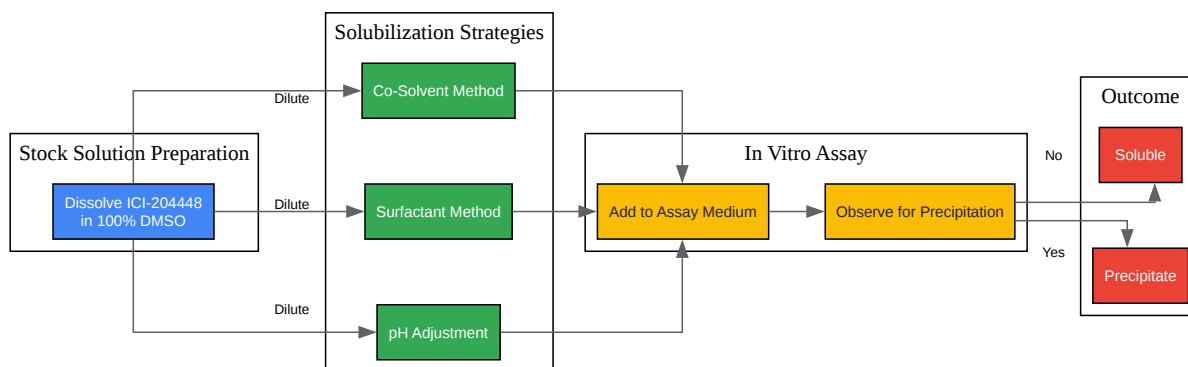 Solubilization Strategies
Co-Solvent Method
Dilute
Outcome
Stock Solution Preparation
In Vitro Assay
No
Soluble
Dissolve ICI-204448
in 100% DMSO
Dilute
Surfactant Method
Add to Assay Medium
Observe for Precipitation
Yes
Precipitate
Dilute
pH Adjustment